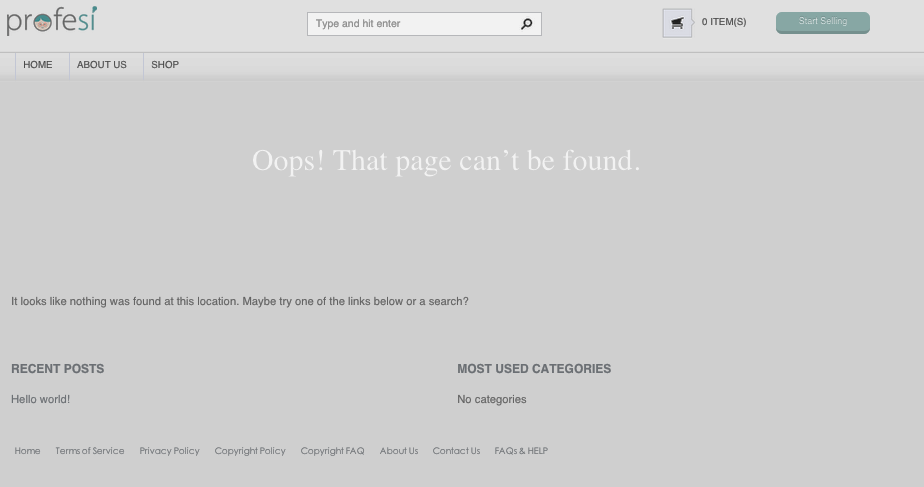 profesi
Type and hit enter
0 ITEM(S)
Start Selling
HOME
ABOUT US
SHOP
Oops! That page can’t be found.
It looks like nothing was found at this location. Maybe try one of the links below or a search?
RECENT POSTS
Hello world!
MOST USED CATEGORIES
No categories
Home Terms of Service Privacy Policy Copyright Policy Copyright FAQ About Us Contact Us FAQs & HELP